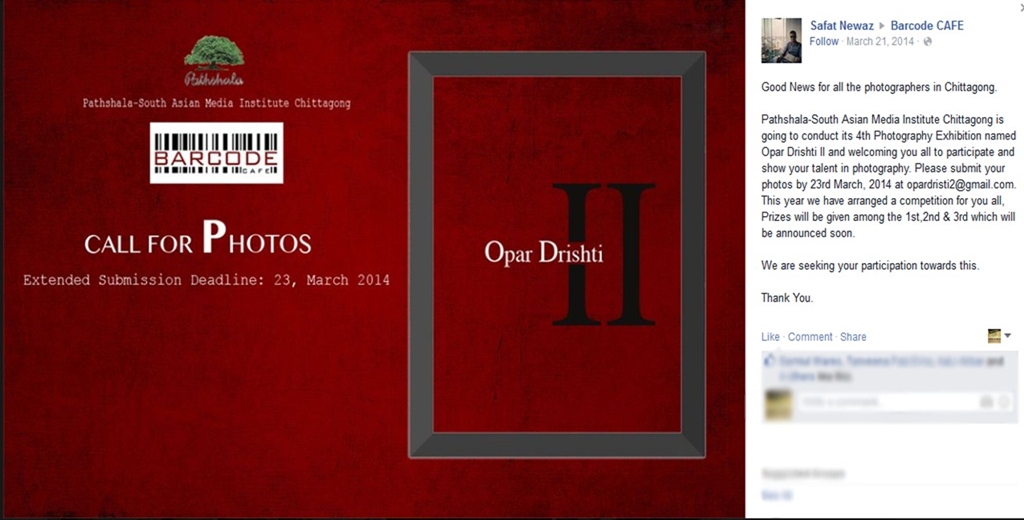 Pathshala
Pathshala-South Asian Media Institute Chittagong
BARCODE
CAFE
CALL FOR PHOTOS
Extended Submission Deadline: 23, March 2014
II
Opar Drishti
Safat Newaz ▸ Barcode CAFE
Follow · March 21, 2014 ·
Good News for all the photographers in Chittagong.
Pathshala-South Asian Media Institute Chittagong is
going to conduct its 4th Photography Exhibition named
Opar Drishti II and welcoming you all to participate and
show your talent in photography. Please submit your
photos by 23rd March, 2014 at opardristi2@gmail.com.
This year we have arranged a competition for you all,
Prizes will be given among the 1st,2nd & 3rd which will
be announced soon.
We are seeking your participation towards this.
Thank You.
Like · Comment · Share